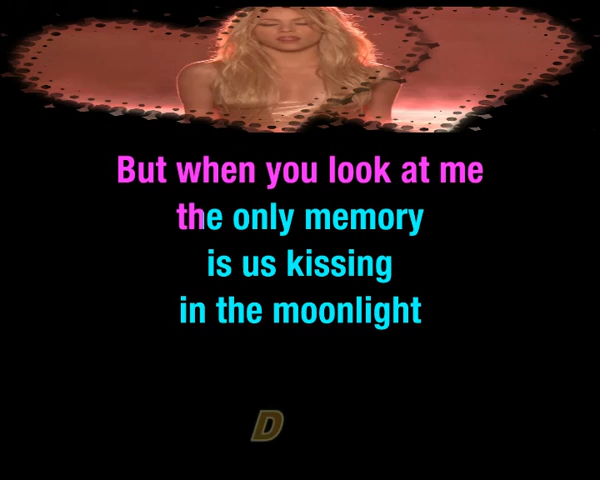 But when you look at me
the only memory
is us kissing
in the moonlight
D